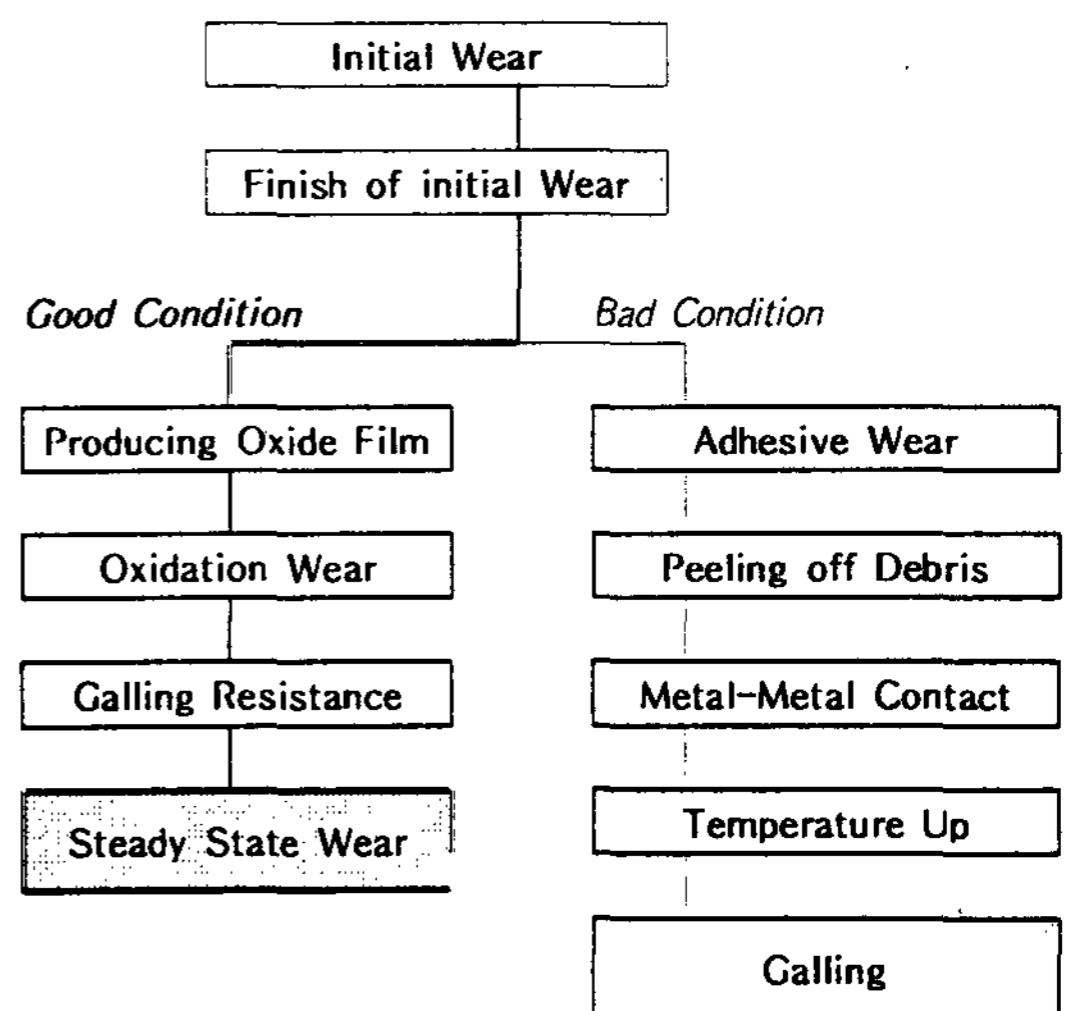 Initial Wear
Finish of initial Wear
Good Condition
Bad Condition
Producing Oxide Film
Oxidation Wear
Galling Resistance
Steady State Wear
Adhesive Wear
Peeling off Debris
Metal-Metal Contact
Temperature Up
Galling